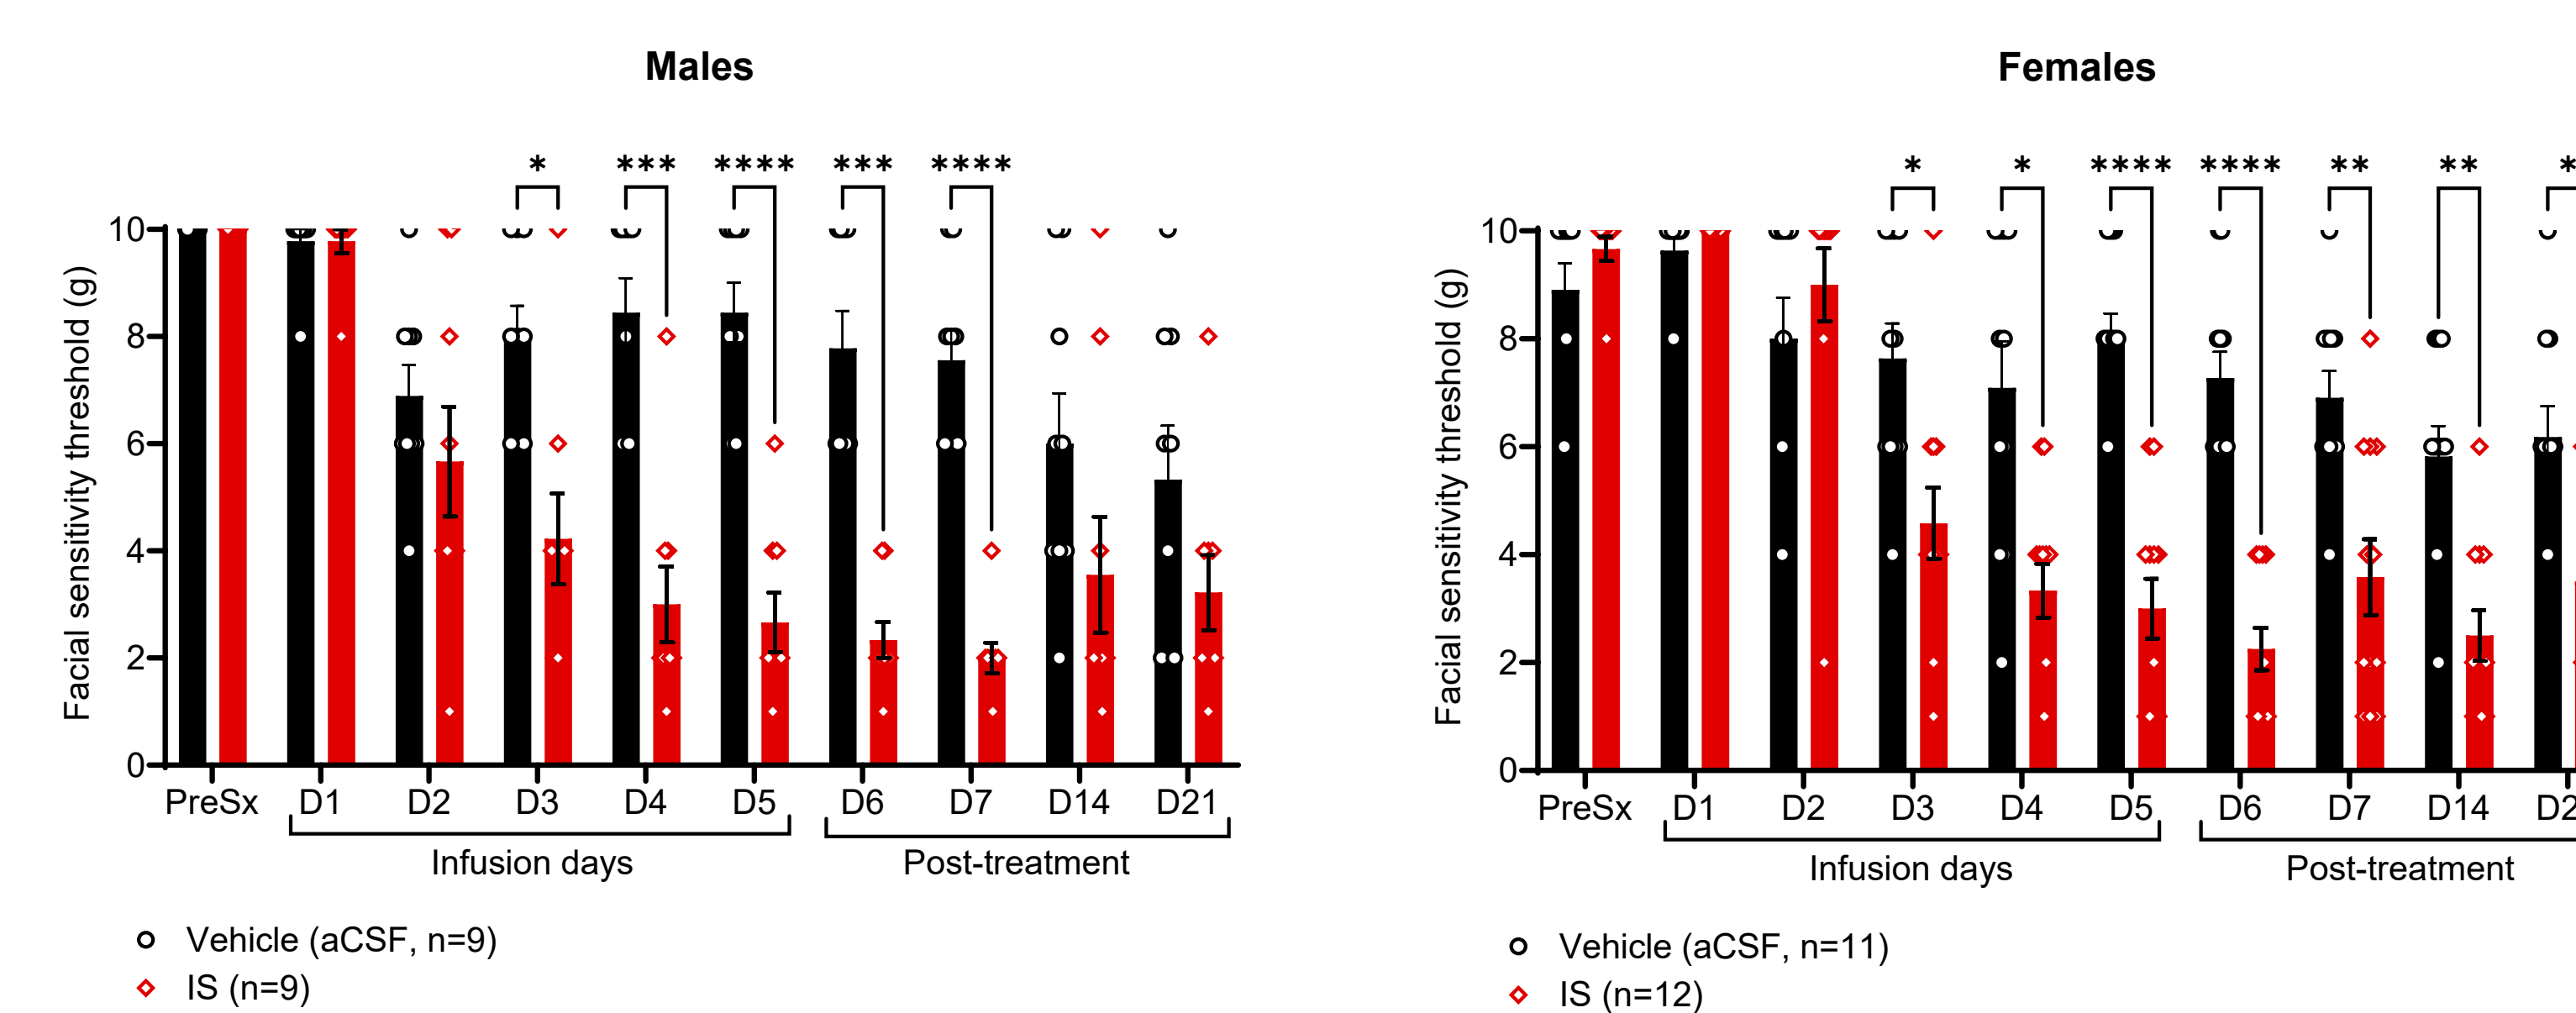 Males
Females
* *** **** *** ****
* * **** **** ** ** *
Facial sensitivity threshold (g)
10
8
6
4
2
0
PreSx D1 D2 D3 D4 D5 D6 D7 D14 D21
Infusion days Post-treatment
Vehicle (aCSF, n=9)
IS (n=9)
Facial sensitivity threshold (g)
10
8
6
4
2
0
PreSx D1 D2 D3 D4 D5 D6 D7 D14 D2
Infusion days Post-treatment
Vehicle (aCSF, n=11)
IS (n=12)